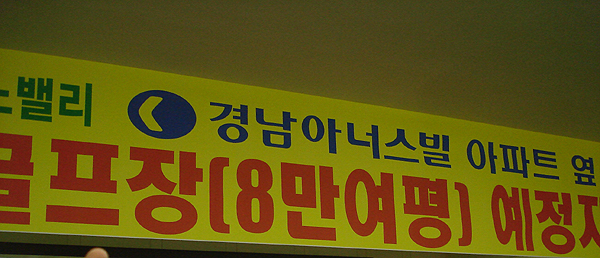 밸리 경남아너스빌 아파트 옆
골프장(8만여평) 예정지